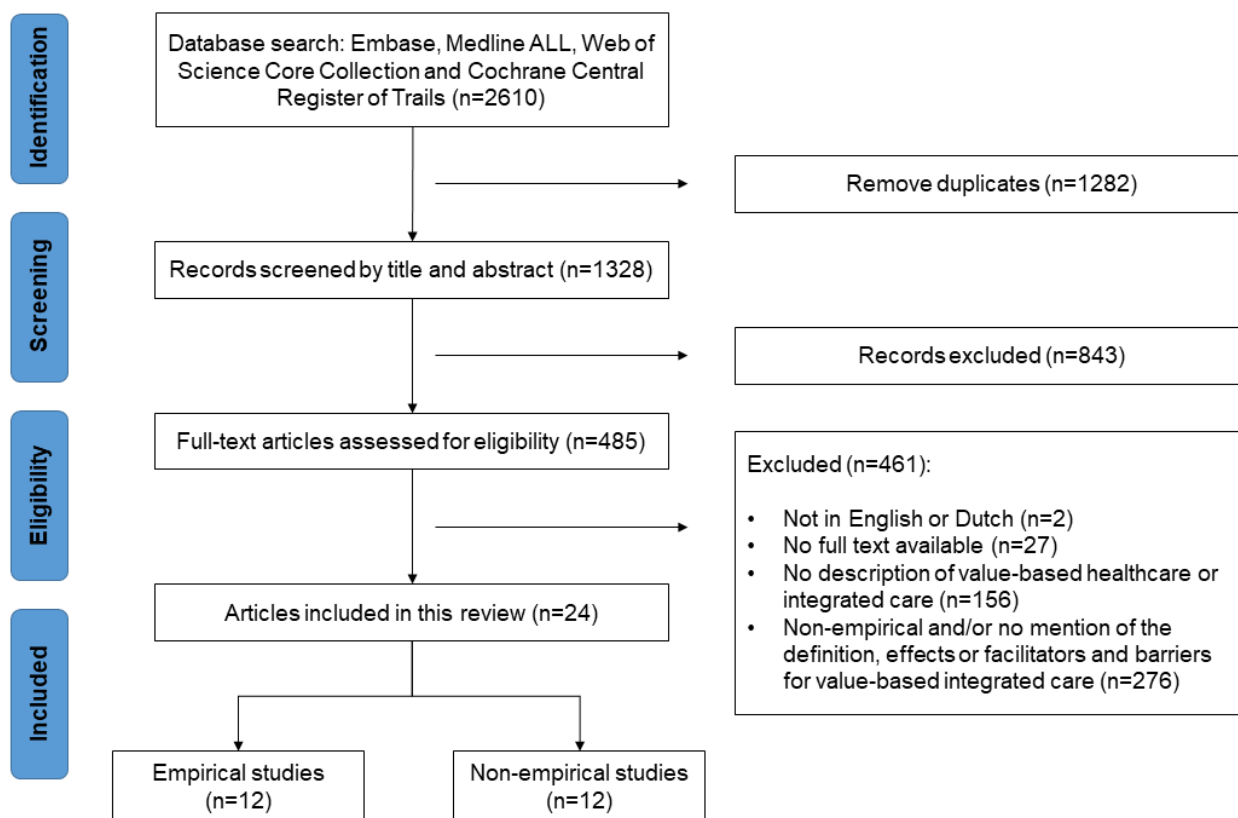 Identification
Database search: Embase, Medline ALL, Web of
Science Core Collection and Cochrane Central
Register of Trails (n=2610)
Remove duplicates (n=1282)
Screening
Records screened by title and abstract (n=1328)
Records excluded (n=843)
Eligibility
Full-text articles assessed for eligibility (n=485)
Excluded (n=461):
• Not in English or Dutch (n=2)
• No full text available (n=27)
• No description of value-based healthcare or
integrated care (n=156)
• Non-empirical and/or no mention of the
definition, effects or facilitators and barriers
for value-based integrated care (n=276)
Included
Articles included in this review (n=24)
Empirical studies
(n=12)
Non-empirical studies
(n=12)